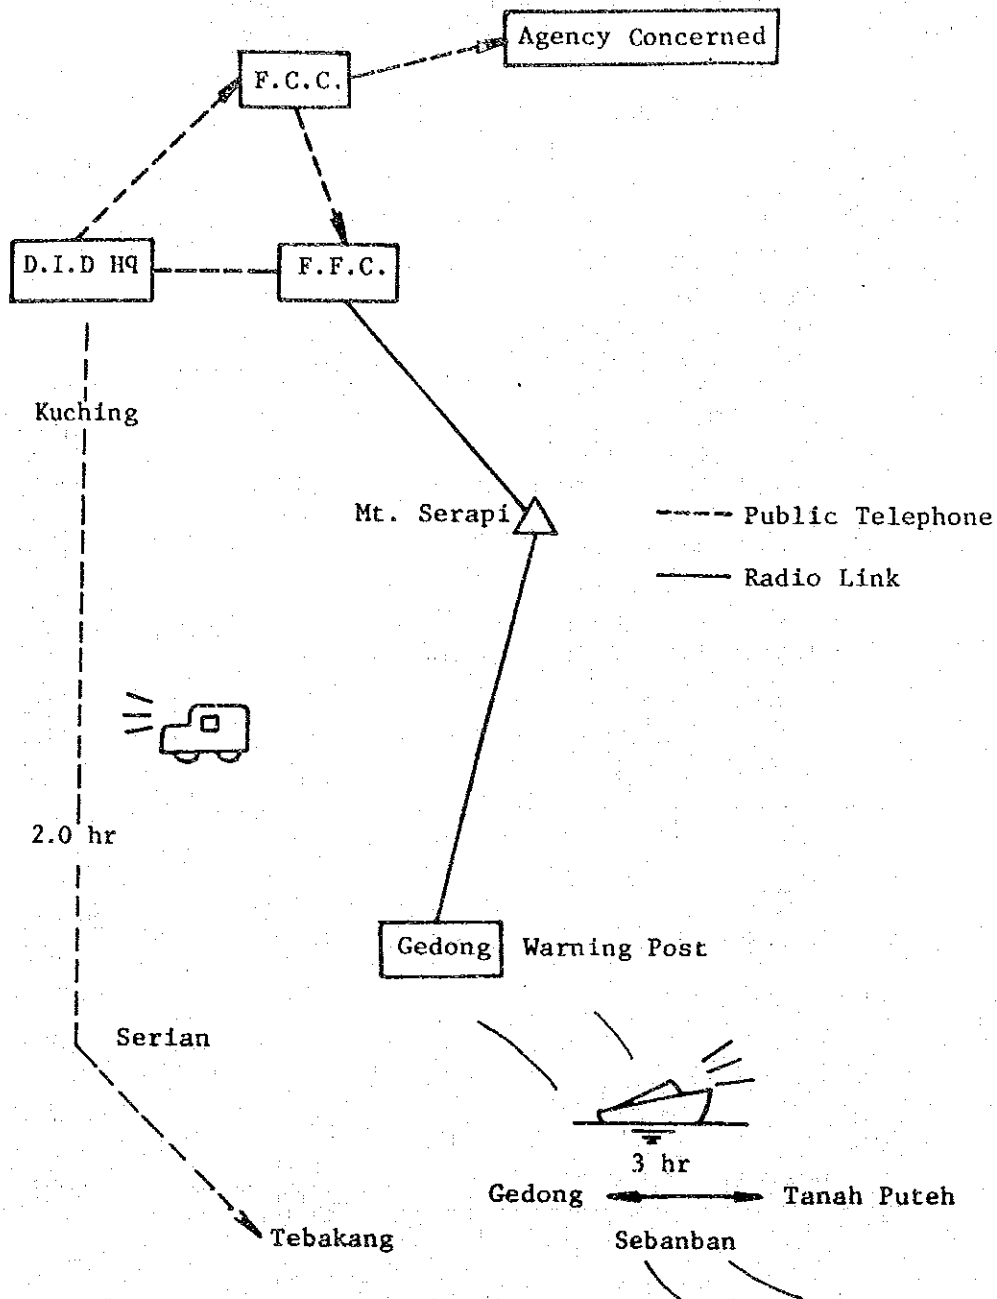 Agency Concerned
F.C.C.
D.I.D Hq
F.F.C.
Kuching
Mt. Serapi
Public Telephone
Radio Link
2.0 hr
Gedong
Warning Post
Serian
3 hr
Gedong
Tanah Puteh
Tebakang
Sebanban